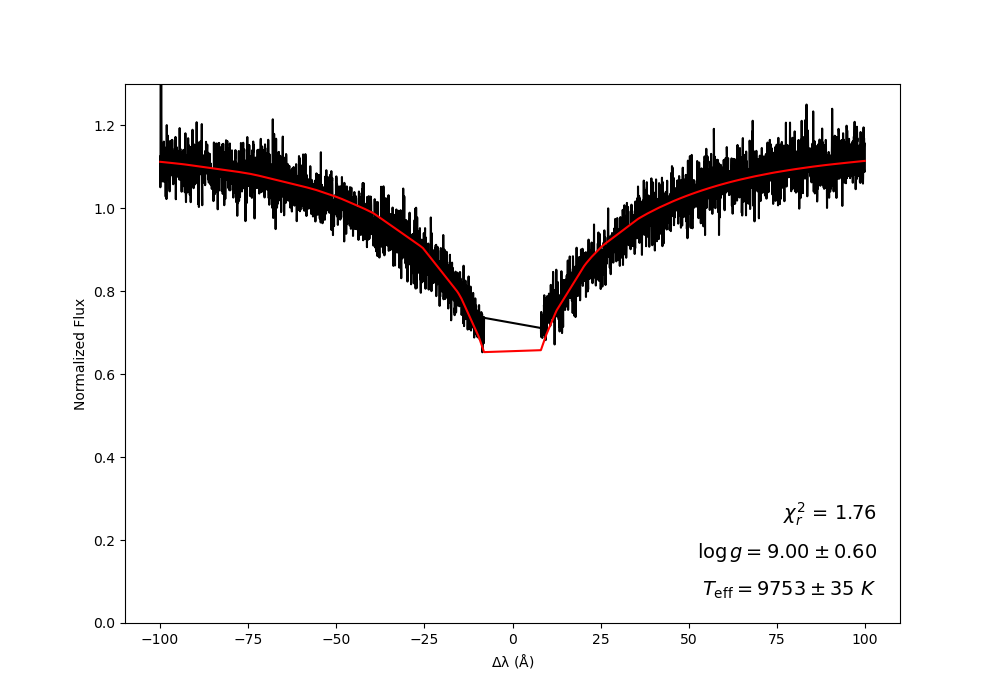 1.2
1.0
0.8
0.6
0.4
0.2
0.0
Normalized Flux
χ²ᵣ = 1.76
log g = 9.00 ± 0.60
T_eff = 9753 ± 35 K
−100 −75 −50 −25 0 25 50 75 100
Δλ (Å)